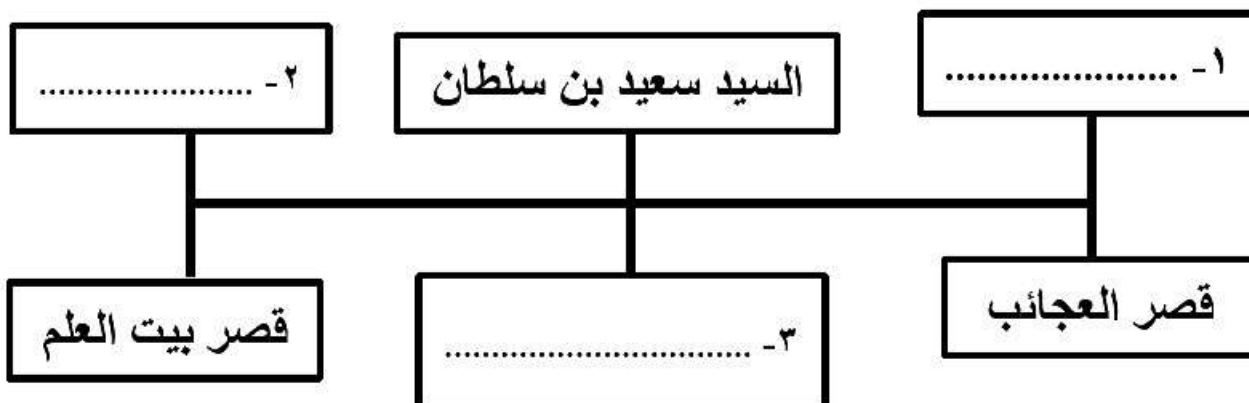 ١- ......................
السيد سعيد بن سلطان
٢- ......................
قصر العجائب
٣- ..............................
قصر بيت العلم